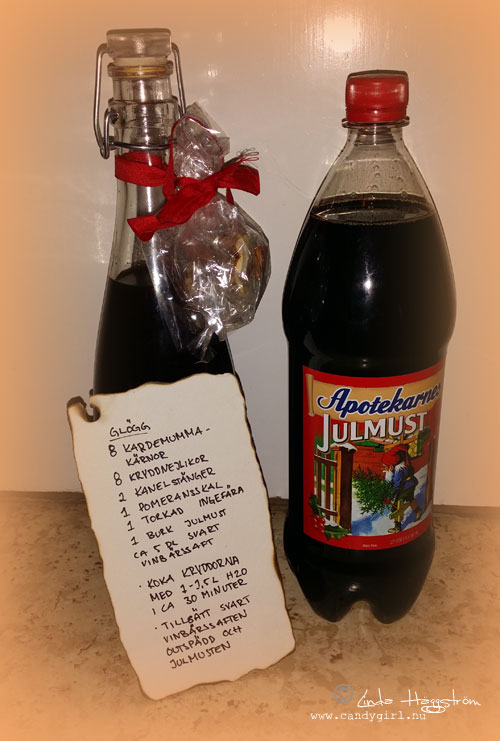 GLÖGG
8 KARDEMUMMA-
KÄRNOR
8 KRYDDNEJLIKOR
2 KANELSTÄNGER
1 POMERANSSKAL
1 TORKAD INGEFÄRA
1 BURK JULMUST
CA 5 DL SVART
VINBÄRSSAFT
· KOKA KRYDDORNA
MED 1-1,5L H2O
I CA 30 MINUTER
· TILLSÄTT SVART
VINBÄRSSAFTEN
OUTSPÄDD OCH
JULMUSTEN
Apotekarnes
JULMUST
© Linda Häggström
www.candygirl.nu